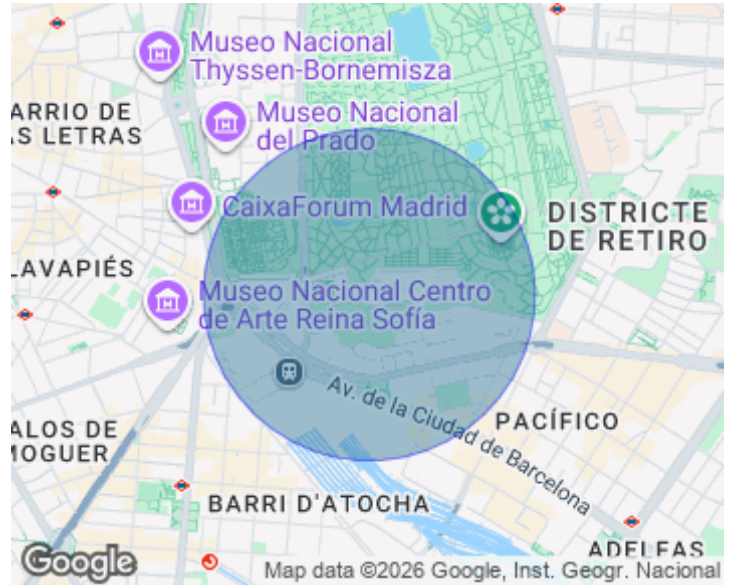 Museo Nacional
Thyssen-Bornemisza
ARRIO DE
AS LETRAS
Museo Nacional
del Prado
CaixaForum Madrid
DISTRICTE
DE RETIRO
LAVAPIÉS
Museo Nacional Centro
de Arte Reina Sofía
Av. de la Ciudad de Barcelona
PACÍFICO
ALOS DE
MOGUER
BARRI D'ATOCHA
ADELFAS
Google
Map data ©2026 Google, Inst. Geogr. Nacional